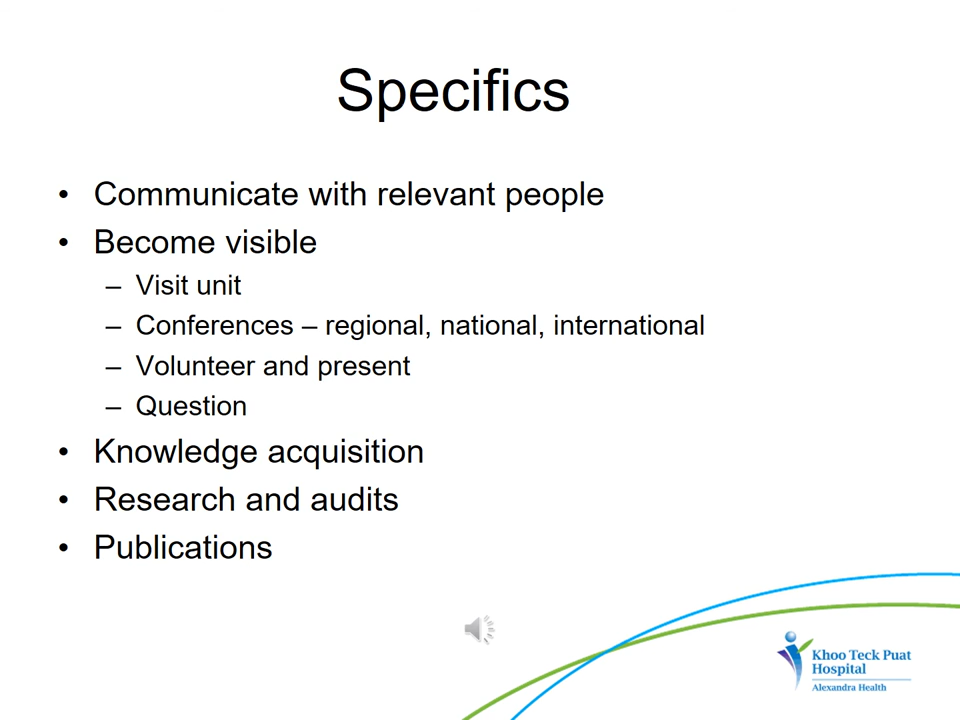 Specifics
• Communicate with relevant people
• Become visible
– Visit unit
– Conferences – regional, national, international
– Volunteer and present
– Question
• Knowledge acquisition
• Research and audits
• Publications
Khoo Teck Puat
Hospital
Alexandra Health